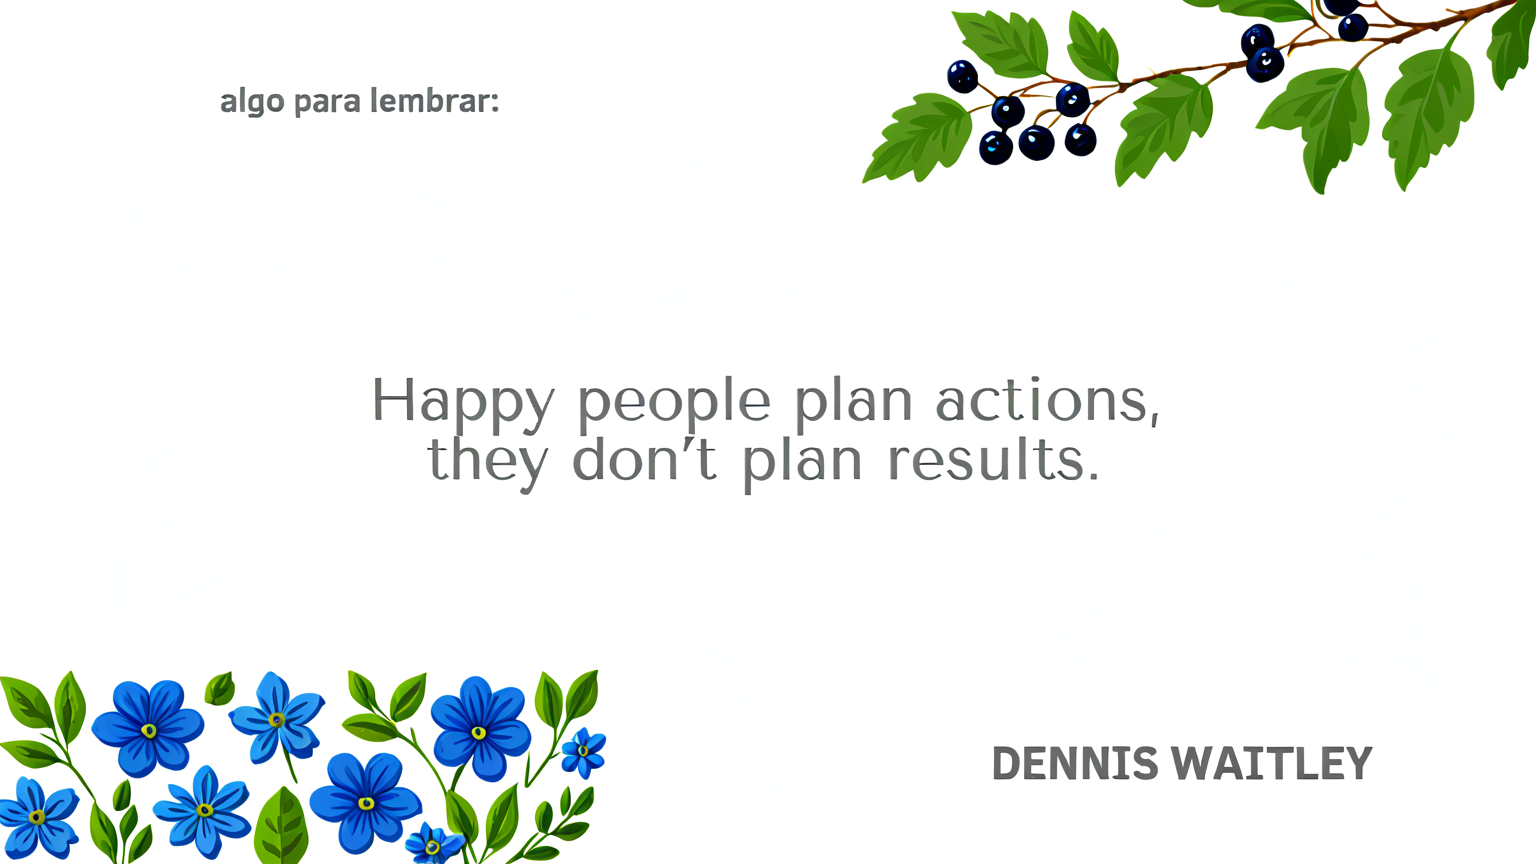 algo para lembrar:
Happy people plan actions,
they don’t plan results.
DENNIS WAITLEY